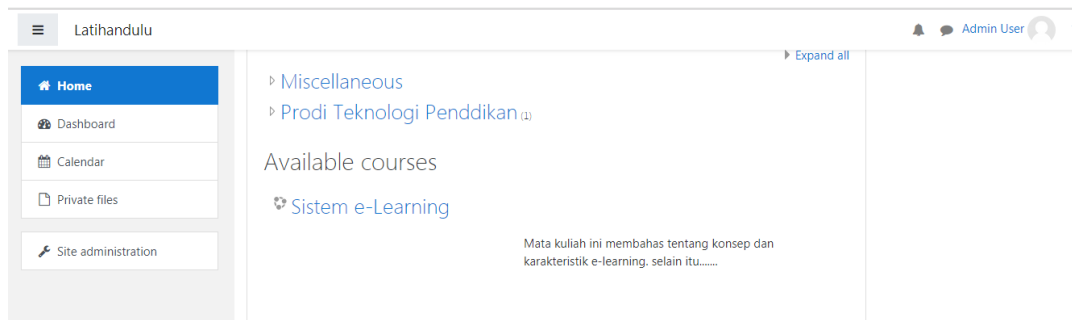 Latihandulu
Admin User
Home
Dashboard
Calendar
Private files
Site administration
Expand all
Miscellaneous
Prodi Teknologi Penddikan (1)
Available courses
Sistem e-Learning
Mata kuliah ini membahas tentang konsep dan
karakteristik e-learning. selain itu.......